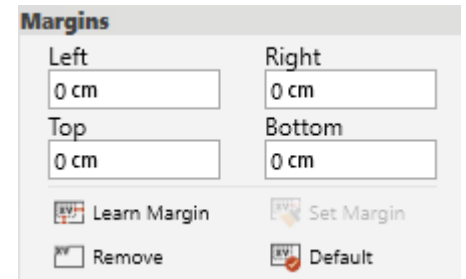 Margins
Left Right
0 cm 0 cm
Top Bottom
0 cm 0 cm
Learn Margin Set Margin
Remove Default